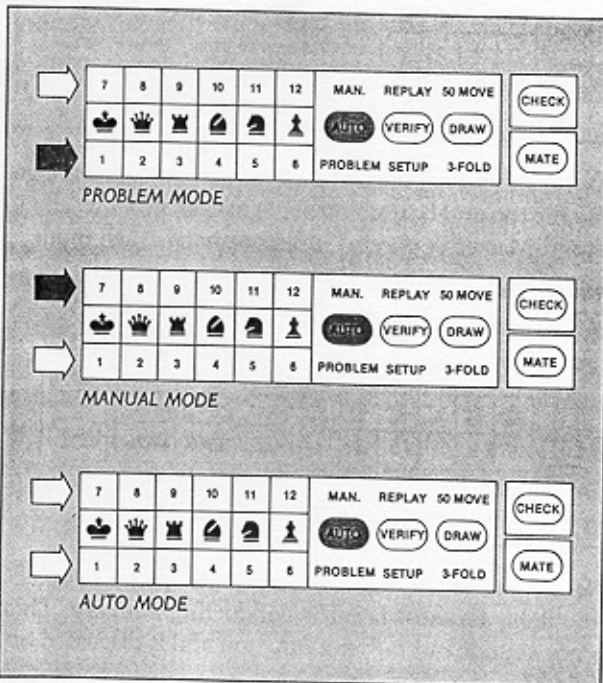 7 8 9 10 11 12 MAN. REPLAY 50 MOVE CHECK
AUTO VERIFY DRAW
1 2 3 4 5 6 PROBLEM SETUP 3-FOLD MATE
PROBLEM MODE
7 8 9 10 11 12 MAN. REPLAY 50 MOVE CHECK
AUTO VERIFY DRAW
1 2 3 4 5 6 PROBLEM SETUP 3-FOLD MATE
MANUAL MODE
7 8 9 10 11 12 MAN. REPLAY 50 MOVE CHECK
AUTO VERIFY DRAW
1 2 3 4 5 6 PROBLEM SETUP 3-FOLD MATE
AUTO MODE